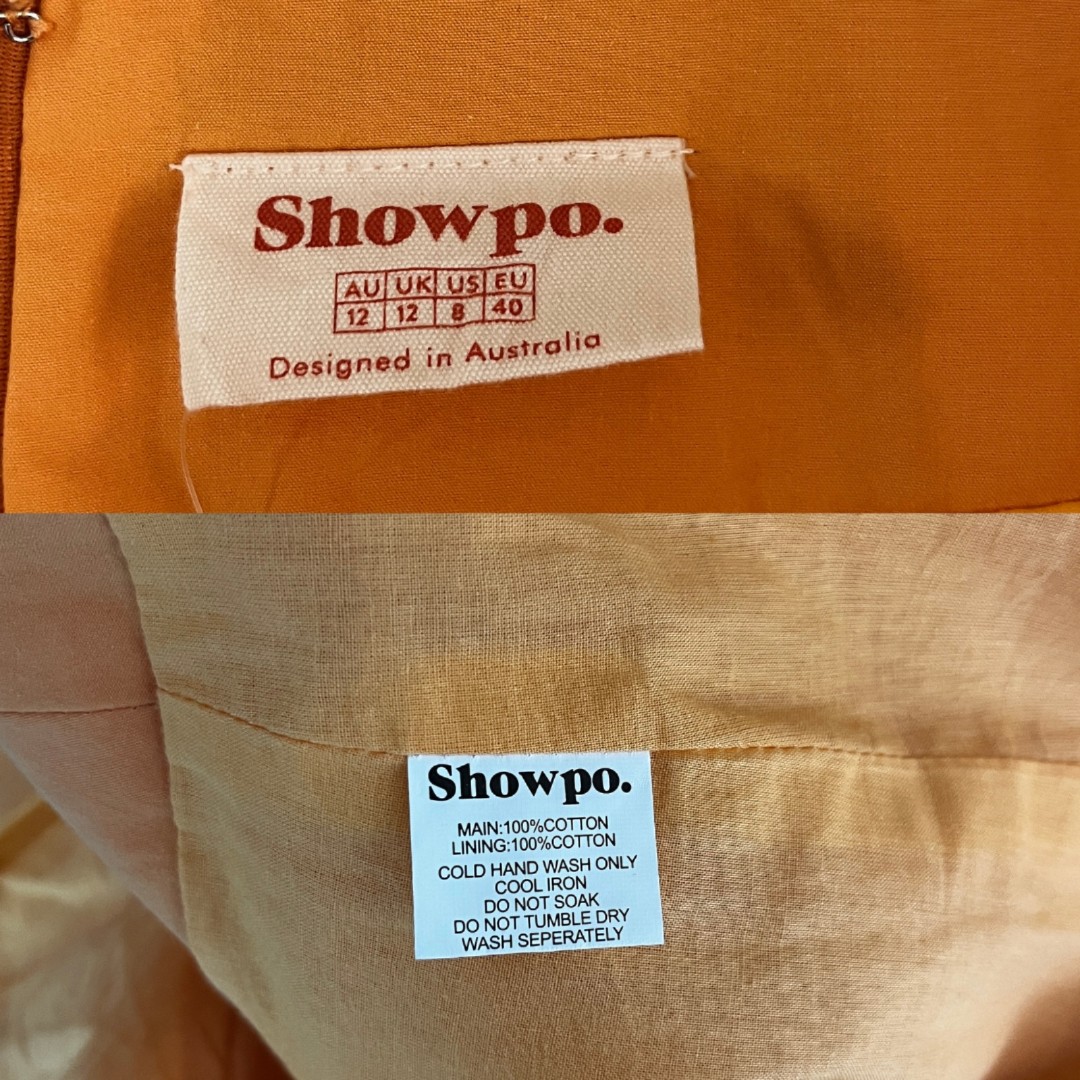 Showpo.
AU UK US EU
12 12 8 40
Designed in Australia
Showpo.
MAIN:100%COTTON
LINING:100%COTTON
COLD HAND WASH ONLY
COOL IRON
DO NOT SOAK
DO NOT TUMBLE DRY
WASH SEPERATELY